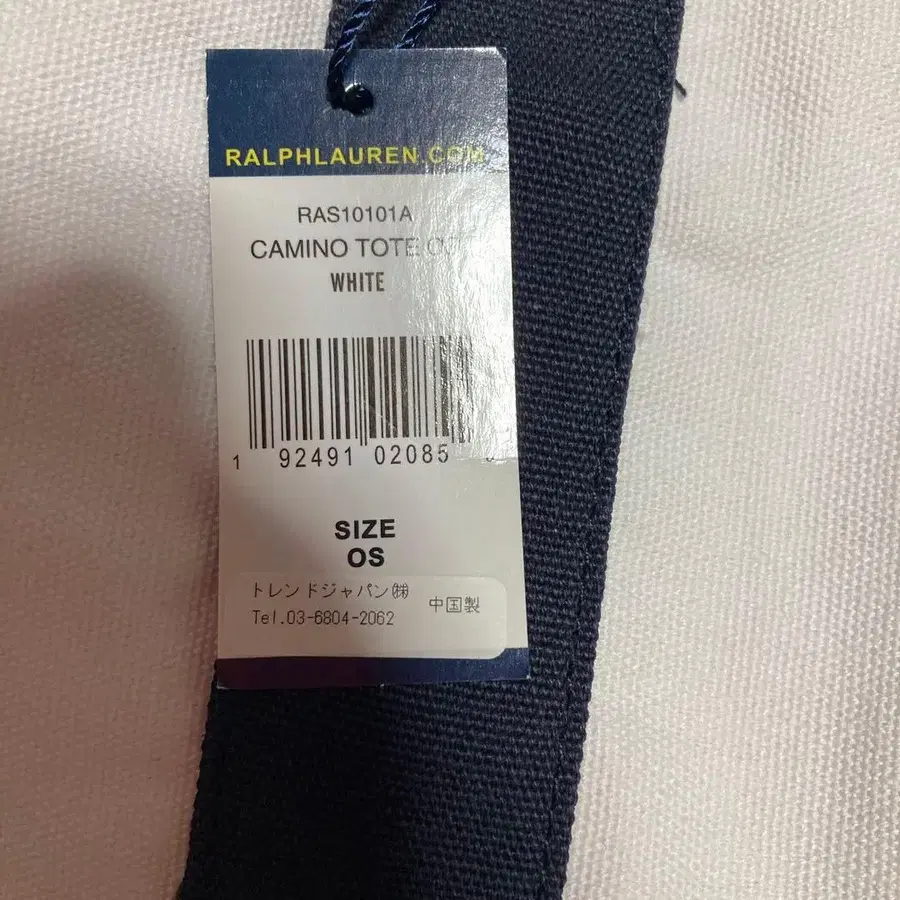 RALPHLAUREN.COM
RAS10101A
CAMINO TOTE
WHITE
1 92491 02085
SIZE
OS
トレンドジャパン㈱
Tel.03-6804-2062
中国製